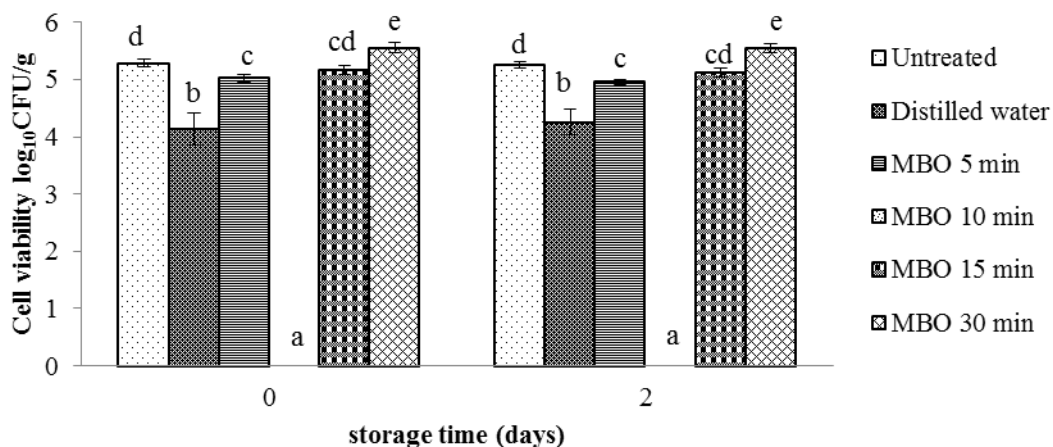 Cell viability log₁₀CFU/g
6
5
4
3
2
1
0
d b c a cd e
d b c a cd e
0 2
storage time (days)
Untreated
Distilled water
MBO 5 min
MBO 10 min
MBO 15 min
MBO 30 min